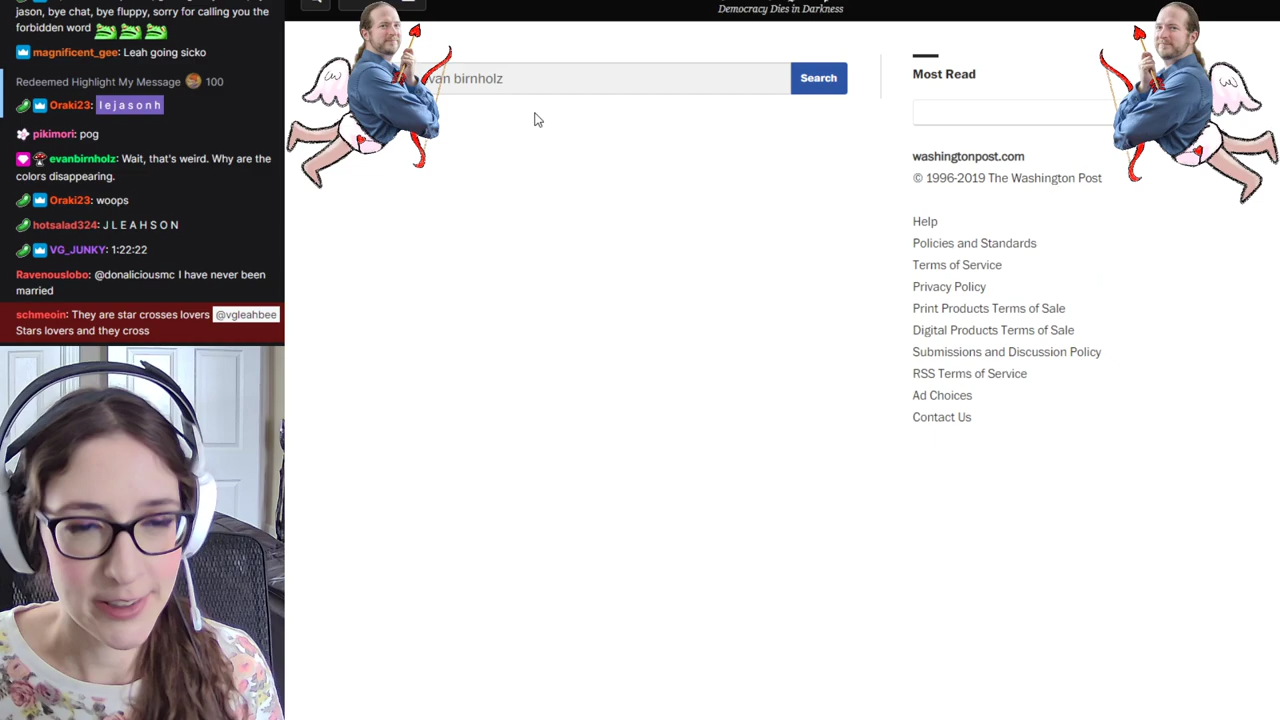 jason, bye chat, bye fluppy, sorry for calling you the
forbidden word
magnificent_gee: Leah going sicko
Redeemed Highlight My Message 100
Oraki23: l e j a s o n h
pikimori: pog
evanbirnholz: Wait, that's weird. Why are the
colors disappearing.
Oraki23: woops
hotsalad324: J L E A H S O N
VG_JUNKY: 1:22:22
Ravenouslobo: @donaliciousmc I have never been
married
schmeoin: They are star crosses lovers @vgleahbee
Stars lovers and they cross
Democracy Dies in Darkness
van birnholz
Search
Most Read
washingtonpost.com
© 1996-2019 The Washington Post
Help
Policies and Standards
Terms of Service
Privacy Policy
Print Products Terms of Sale
Digital Products Terms of Sale
Submissions and Discussion Policy
RSS Terms of Service
Ad Choices
Contact Us